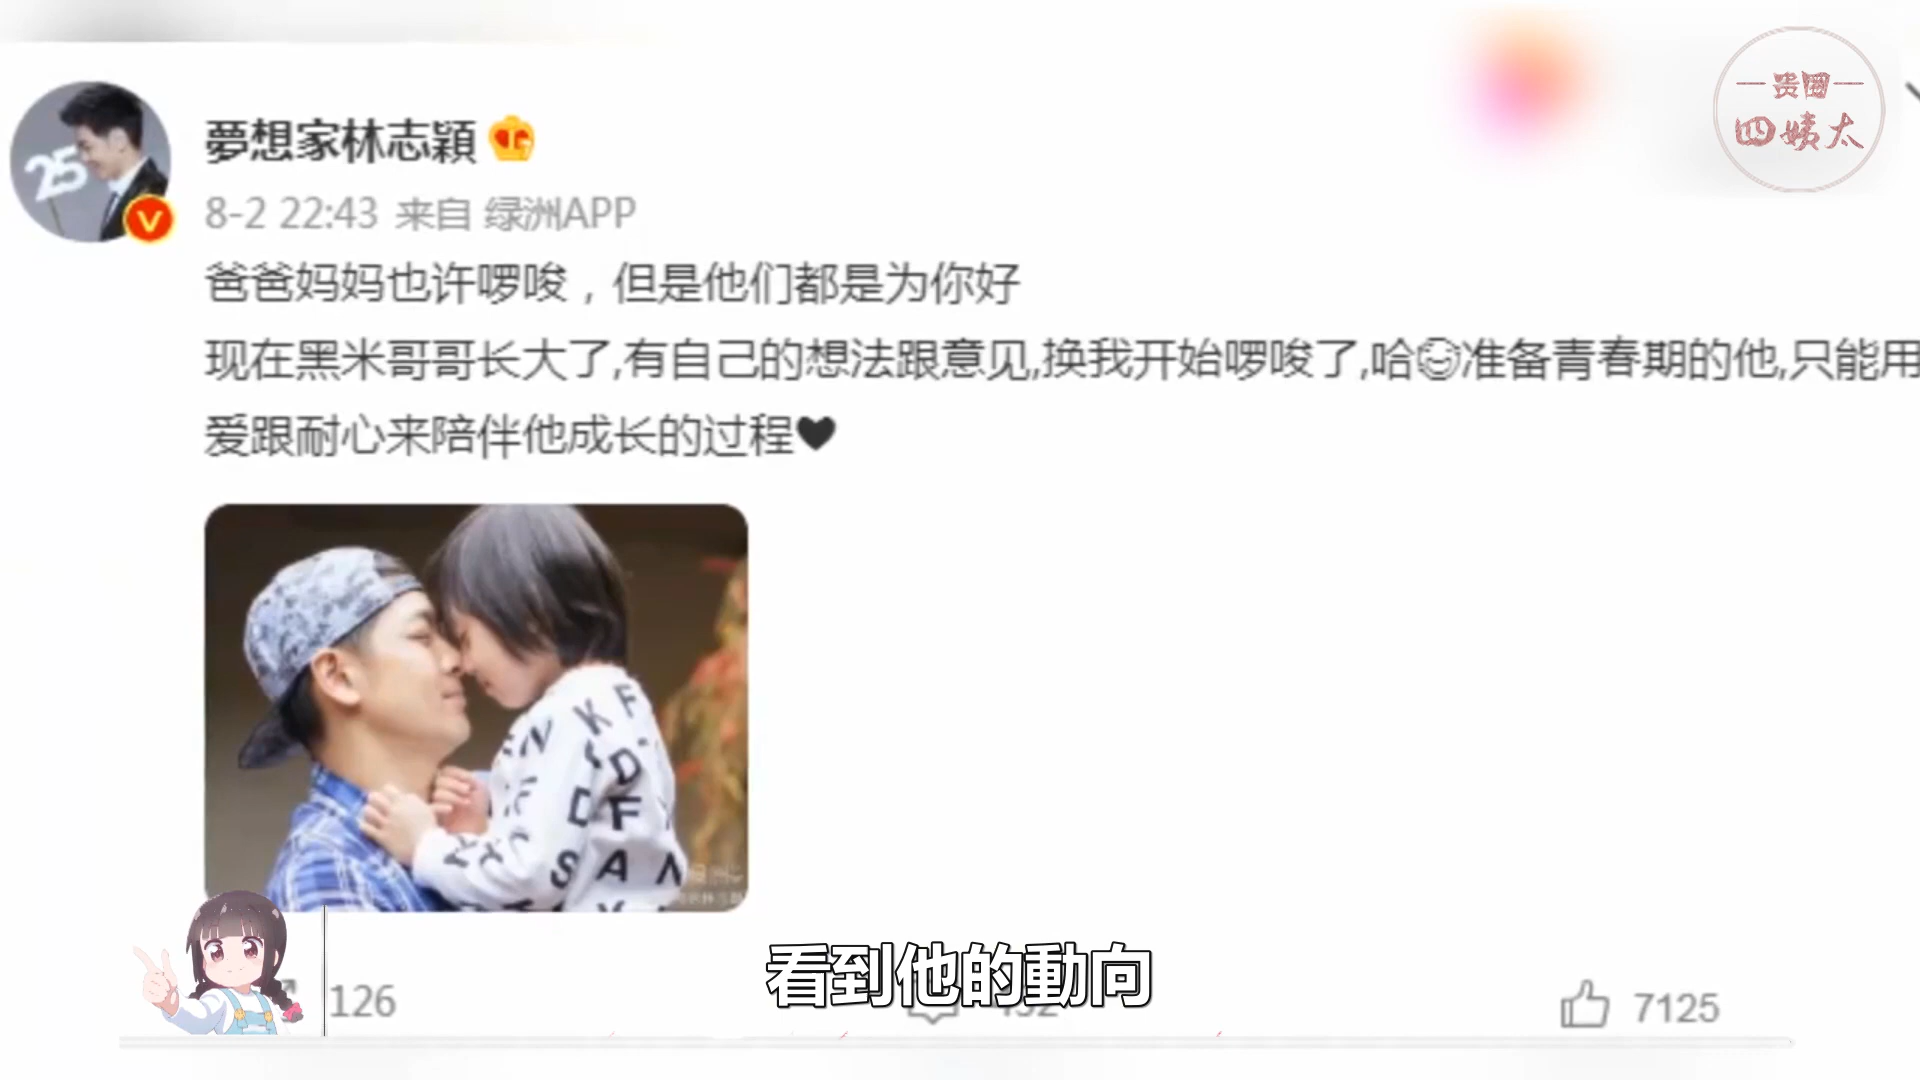 一贵圈一
四姨太
25
夢想家林志穎
8-2 22:43 来自 绿洲APP
爸爸妈妈也许啰唆，但是他们都是为你好
现在黑米哥哥长大了,有自己的想法跟意见,换我开始啰唆了,哈😄准备青春期的他,只能用
爱跟耐心来陪伴他成长的过程♥
看到他的動向
126
7125